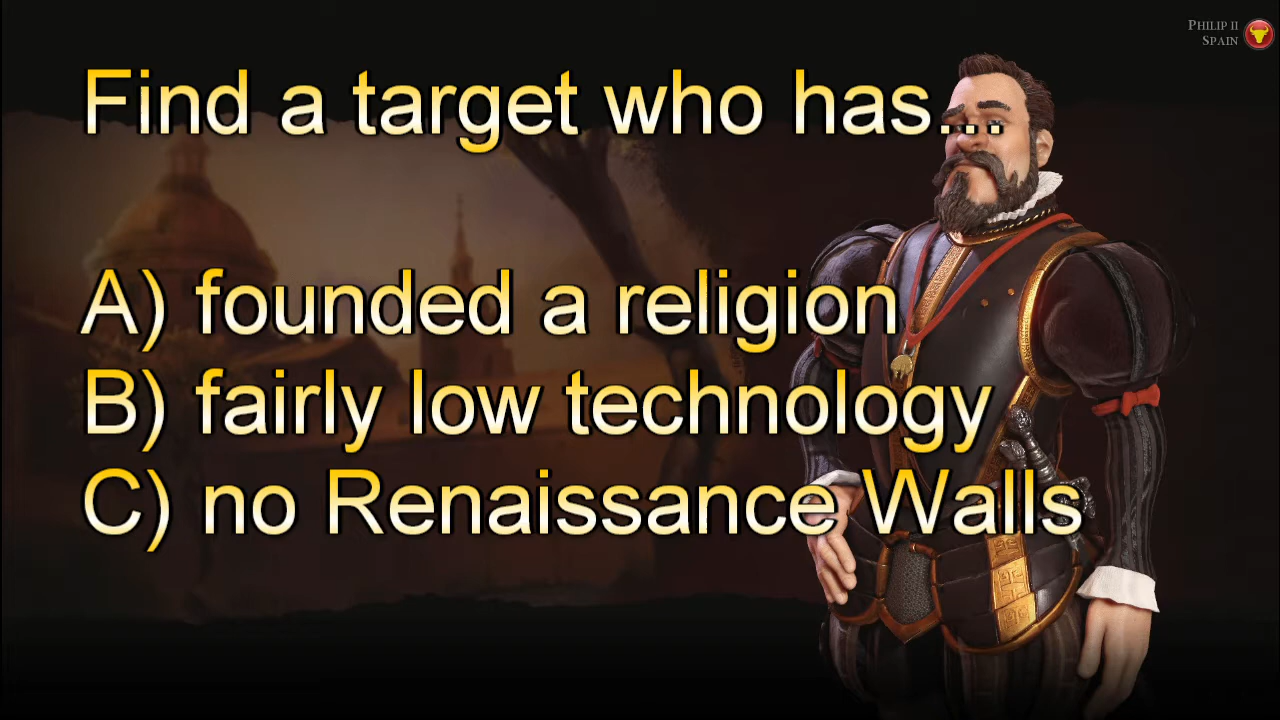 PHILIP II
SPAIN
Find a target who has...
A) founded a religion
B) fairly low technology
C) no Renaissance Walls